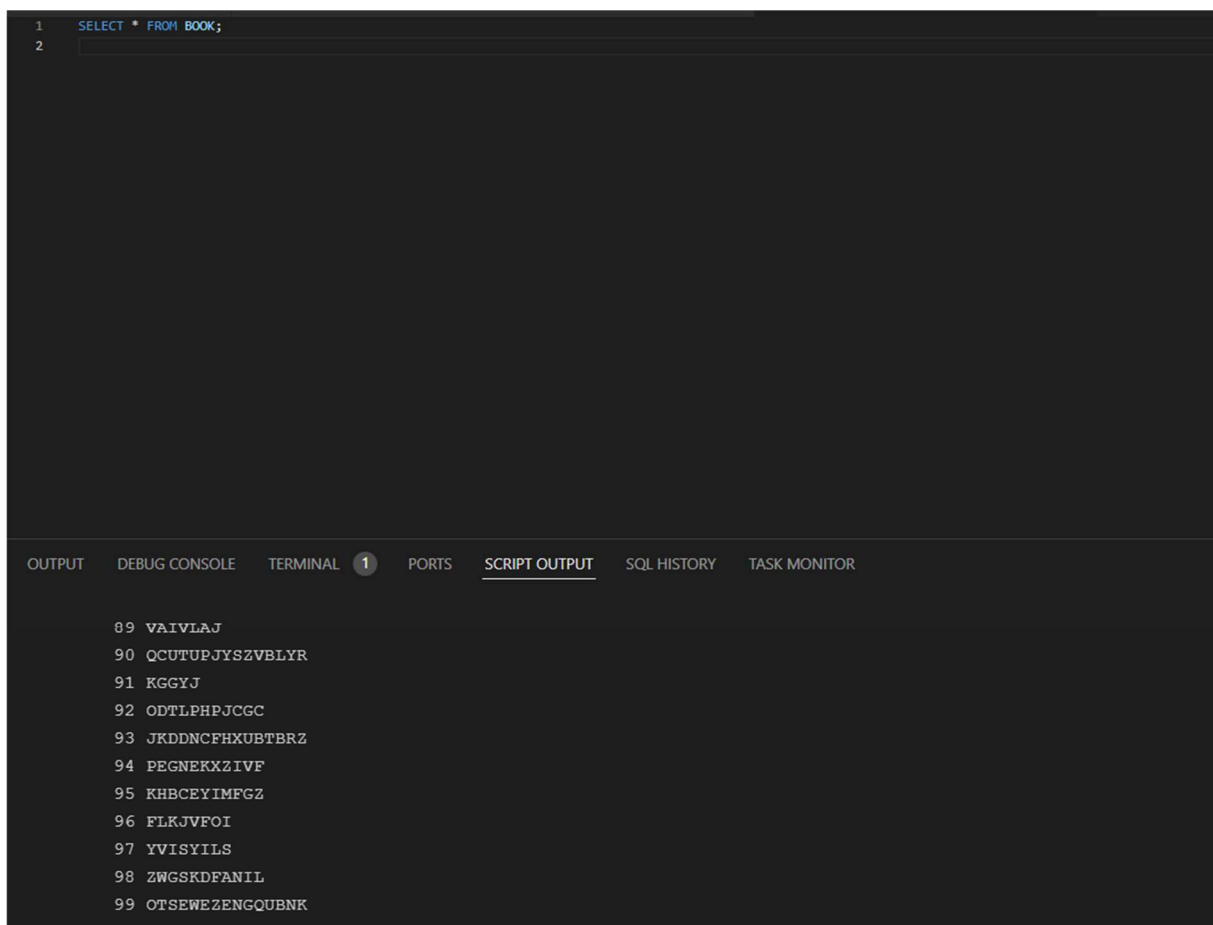 1 SELECT * FROM BOOK;
2
OUTPUT DEBUG CONSOLE TERMINAL 1 PORTS SCRIPT OUTPUT SQL HISTORY TASK MONITOR
89 VAIVLAJ
90 QCUTUPJYSZVBLYR
91 KGGYJ
92 ODTLPHPJCGC
93 JKDDNCFHXUBTBRZ
94 PEGNEKXZIVF
95 KHBCEYIMFGZ
96 FLKJVFOI
97 YVISYILS
98 ZWGSKDFANIL
99 OTSEWEZENGQUBNK